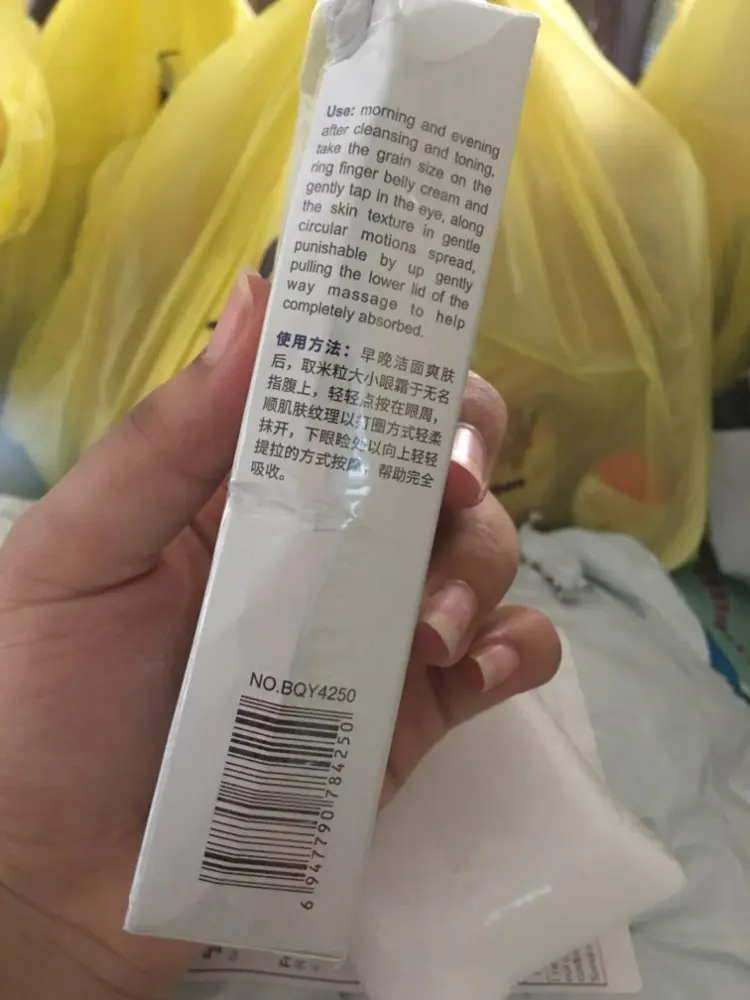 Use: morning and evening
after cleansing and toning,
take the grain size on the
ring finger belly cream and
gently tap in the eye, along
the skin texture in gentle
circular motions spread,
punishable by up gently
pulling the lower lid of the
way massage to help
completely absorbed.
使用方法：早晚洁面爽肤
后，取米粒大小眼霜于无名
指腹上，轻轻点按在眼周，
顺肌肤纹理以打圈方式轻柔
抹开，下眼睑处以向上轻轻
提拉的方式按摩，帮助完全
吸收。
NO.BQY4250
6 947790 784250